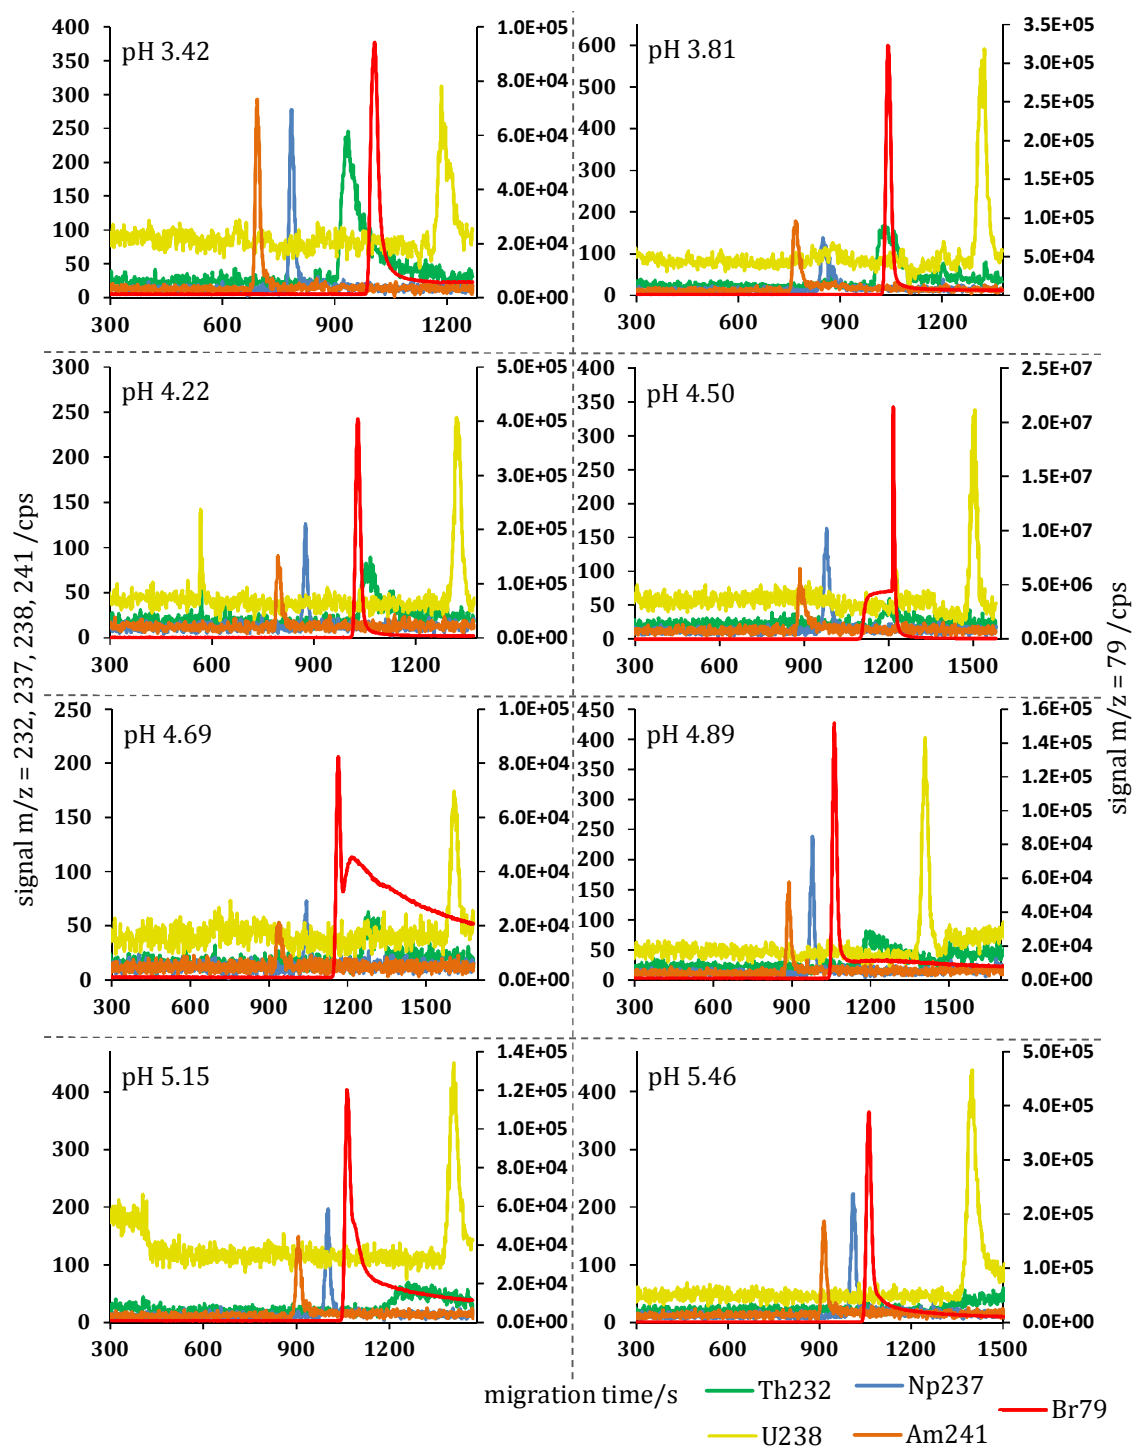 pH 3.42
400
350
300
250
200
150
100
50
0
1.0E+05
8.0E+04
6.0E+04
4.0E+04
2.0E+04
0.0E+00
300 600 900 1200
pH 3.81
600
500
400
300
200
100
0
3.5E+05
3.0E+05
2.5E+05
2.0E+05
1.5E+05
1.0E+05
5.0E+04
0.0E+00
300 600 900 1200
pH 4.22
300
250
200
150
100
50
0
5.0E+05
4.0E+05
3.0E+05
2.0E+05
1.0E+05
0.0E+00
300 600 900 1200
pH 4.50
400
350
300
250
200
150
100
50
0
2.5E+07
2.0E+07
1.5E+07
1.0E+07
5.0E+06
0.0E+00
300 600 900 1200 1500
pH 4.69
250
200
150
100
50
0
1.0E+05
8.0E+04
6.0E+04
4.0E+04
2.0E+04
0.0E+00
300 600 900 1200 1500
pH 4.89
450
400
350
300
250
200
150
100
50
0
1.6E+05
1.4E+05
1.2E+05
1.0E+05
8.0E+04
6.0E+04
4.0E+04
2.0E+04
0.0E+00
300 600 900 1200 1500
pH 5.15
400
300
200
100
0
1.4E+05
1.2E+05
1.0E+05
8.0E+04
6.0E+04
4.0E+04
2.0E+04
0.0E+00
300 600 900 1200
pH 5.46
400
300
200
100
0
5.0E+05
4.0E+05
3.0E+05
2.0E+05
1.0E+05
0.0E+00
300 600 900 1200 1500
signal m/z = 232, 237, 238, 241 /cps
signal m/z = 79 /cps
migration time/s
Th232 Np237
Br79
U238 Am241